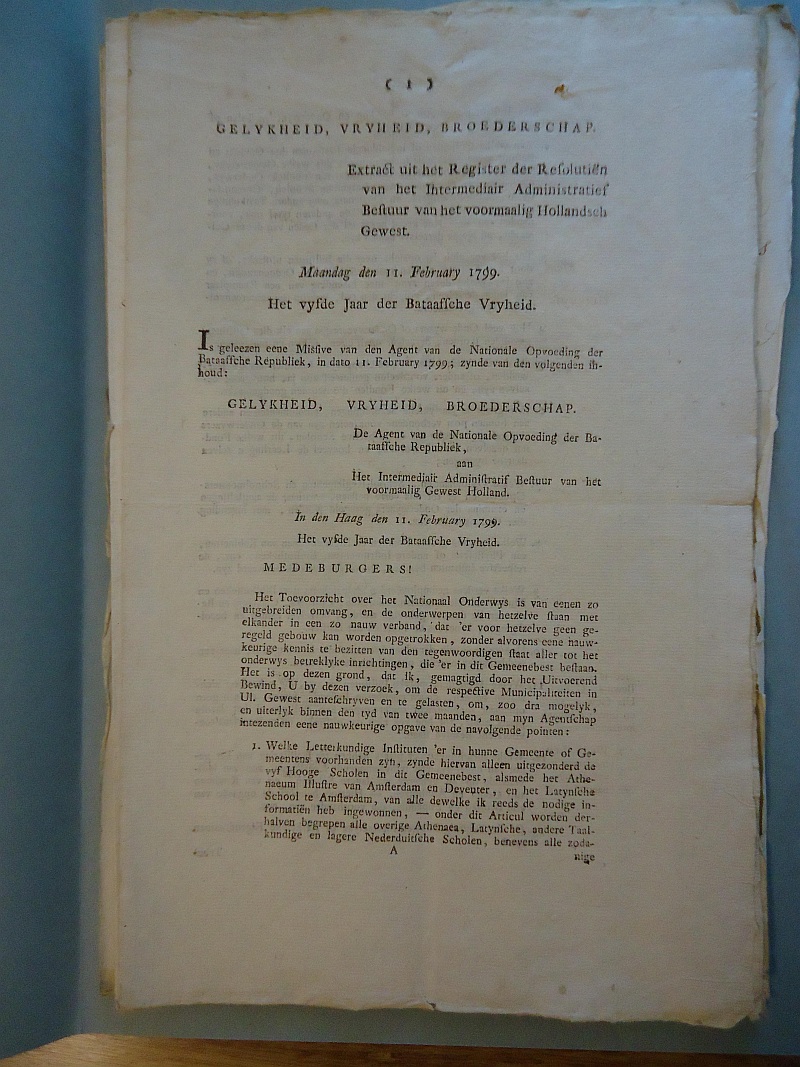 ( 1 )
GELYKHEID, VRYHEID, BROEDERSCHAP.
Extract uit het Register der Reſolutiën
van het Intermediair Adminiſtratief
Beſtuur van het voormaalig Hollandsch
Gewest.
Maandag den 11. February 1799.
Het vyfde Jaar der Bataaſſche Vryheid.
Is geleezen eene Miſſive van den Agent van de Nationale Opvoeding der
Bataaſſche Republiek, in dato 11. February 1799; zynde van den volgenden in-
houd:
GELYKHEID, VRYHEID, BROEDERSCHAP.
De Agent van de Nationale Opvoeding der Ba-
taaſſche Republiek,
aan
Het Intermediair Adminiſtratif Beſtuur van het
voormaalig Gewest Holland.
In den Haag den 11. February 1799.
Het vyfde Jaar der Bataaſſche Vryheid.
MEDEBURGERS!
Het Toevoorzicht over het Nationaal Onderwys is van eenen zo
uitgebreiden omvang, en de onderwerpen van hetzelve ſtaan met
elkander in een zo nauw verband, dat 'er voor hetzelve geen ge-
regeld gebouw kan worden opgetrokken, zonder alvorens eene nauw-
keurige kennis te bezitten van den tegenwoordigen ſtaat aller tot het
onderwys betreklyke inrichtingen, die 'er in dit Gemeenebest beſtaan.
Het is op dezen grond, dat ik, gemagtigd door het Uitvoerend
Bewind, U by dezen verzoek, om de respective Municipaliteiten in
Ul. Gewest aanteſchryven en te gelasten, om, zoo dra mogelyk,
en uiterlyk binnen den tyd van twee maanden, aan myn Agentſchap
intezenden eene nauwkeurige opgave van de navolgende pointen:
1. Welke Letterkundige Inſtituten 'er in hunne Gemeente of Ge-
meentens voorhanden zyn, zynde hiervan alleen uitgezonderd de
vyf Hooge Scholen in dit Gemeenebest, alsmede het Athe-
naeum Illuſtre van Amſterdam en Deventer, en het Latynſche
School te Amſterdam, van alle dewelke ik reeds de nodige in-
formatiën heb ingewonnen, — onder dit Articul worden der-
halven begrepen alle overige Athenaea, Latynſche, andere Taal-
kundige en lagere Nederduitſche Scholen, benevens alle zoda-
A
nige